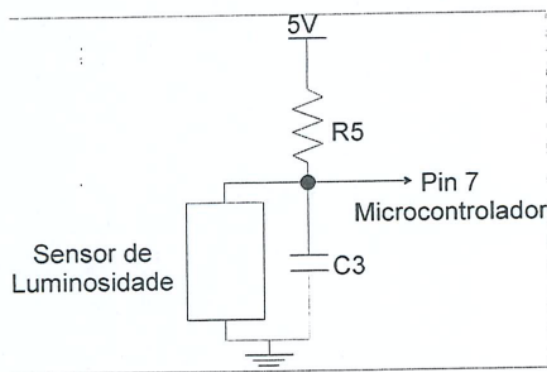 5V
R5
Pin 7
Microcontrolador
Sensor de
Luminosidade
C3